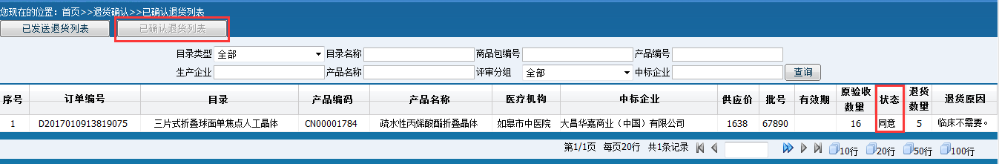 您现在的位置：首页>>退货确认>>已确认退货列表
已发送退货列表 已确认退货列表
目录类型 全部 目录名称 商品包编号 产品编号
生产企业 产品名称 评审分组 全部 中标企业 查询
序号 订单编号 目录 产品编码 产品名称 医疗机构 中标企业 供应价 批号 有效期 原验收数量 状态 退货数量 退货原因
1 D2017010913819075 三片式折叠球面单焦点人工晶体 CN00001784 疏水性丙烯酸酯折叠晶体 如皋市中医院 大昌华嘉商业（中国）有限公司 1638 67890 16 同意 5 临床不需要。
第1/1页 每页20行 共1条记录 10行 20行 50行 100行